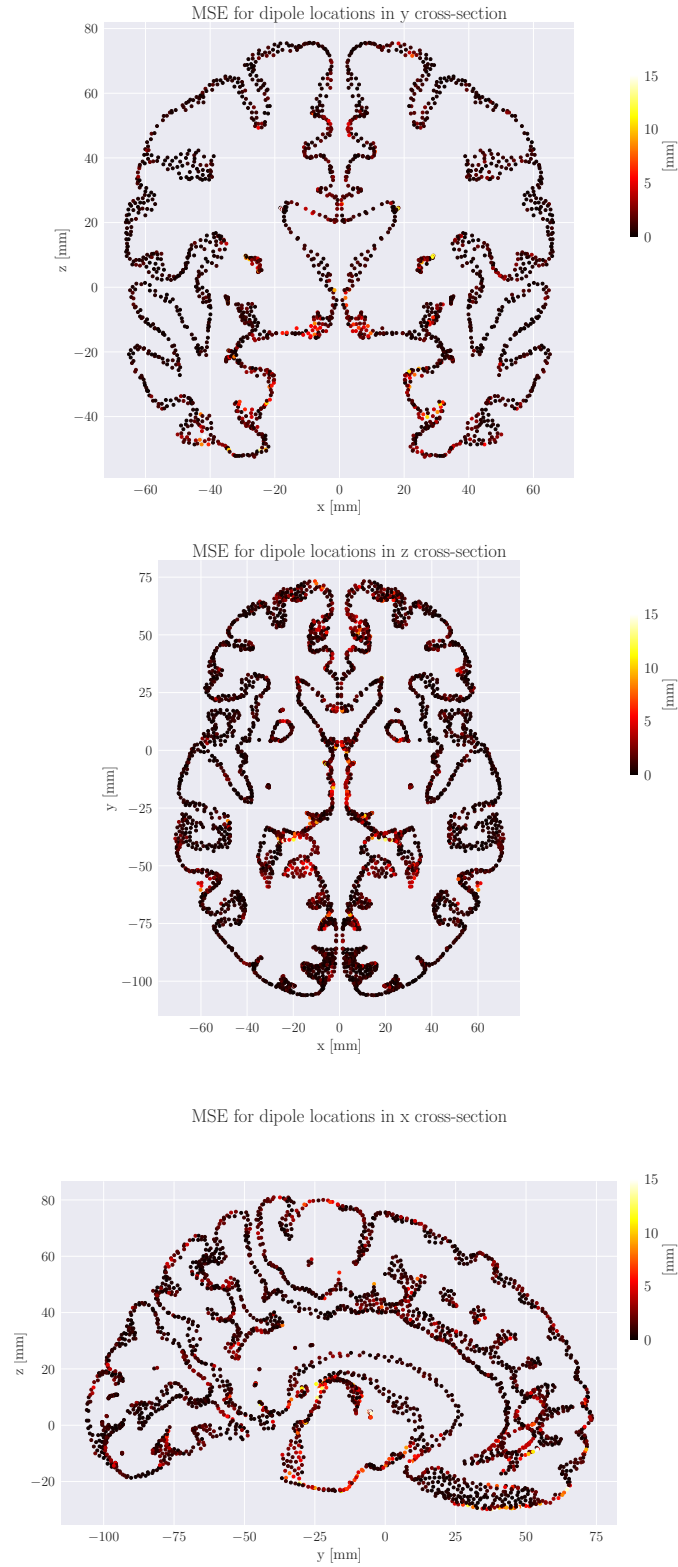 MSE for dipole locations in y cross-section
80
60
40
20
0
−20
−40
z [mm]
−60 −40 −20 0 20 40 60
x [mm]
15
10
5
0
[mm]
MSE for dipole locations in z cross-section
75
50
25
0
−25
−50
−75
−100
y [mm]
−60 −40 −20 0 20 40 60
x [mm]
15
10
5
0
[mm]
MSE for dipole locations in x cross-section
80
60
40
20
0
−20
z [mm]
−100 −75 −50 −25 0 25 50 75
y [mm]
15
10
5
0
[mm]